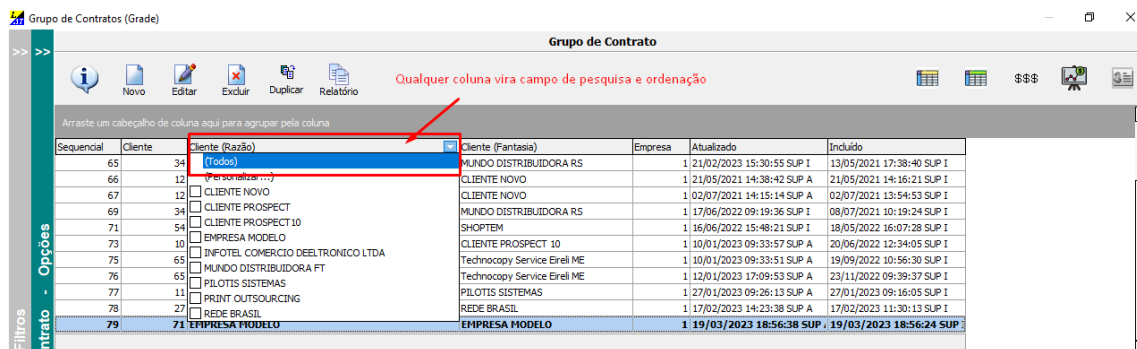 Grupo de Contratos (Grade)
Grupo de Contrato
>> >>
Novo Editar Excluir Duplicar Relatório
Qualquer coluna vira campo de pesquisa e ordenação
$$$
Arraste um cabeçalho de coluna aqui para agrupar pela coluna
Sequencial Cliente Cliente (Razão) Cliente (Fantasia) Empresa Atualizado Incluído
65 34 (Todos) MUNDO DISTRIBUIDORA RS 1 21/02/2023 15:30:55 SUP I 13/05/2021 17:38:40 SUP I
66 12 (Personalizar...) CLIENTE NOVO 1 21/05/2021 14:38:42 SUP A 21/05/2021 14:16:21 SUP I
67 12 CLIENTE NOVO CLIENTE NOVO 1 02/07/2021 14:15:14 SUP A 02/07/2021 13:54:53 SUP I
69 34 CLIENTE PROSPECT MUNDO DISTRIBUIDORA RS 1 17/06/2022 09:19:36 SUP I 08/07/2021 10:19:24 SUP I
71 54 CLIENTE PROSPECT 10 SHOPTEM 1 16/06/2022 15:48:21 SUP I 18/05/2022 16:07:28 SUP I
73 10 EMPRESA MODELO CLIENTE PROSPECT 10 1 10/01/2023 09:33:57 SUP A 20/06/2022 12:34:05 SUP I
75 65 INFOTEL COMERCIO DEELTRONICO LTDA Technocopy Service Eireli ME 1 10/01/2023 09:33:51 SUP A 19/09/2022 10:56:30 SUP I
76 65 MUNDO DISTRIBUIDORA FT Technocopy Service Eireli ME 1 12/01/2023 17:09:53 SUP A 23/11/2022 09:39:37 SUP I
77 11 PILOTIS SISTEMAS PILOTIS SISTEMAS 1 27/01/2023 09:26:13 SUP A 27/01/2023 09:16:05 SUP I
78 27 PRINT OUTSOURCING REDE BRASIL 1 17/02/2023 14:23:38 SUP A 17/02/2023 11:30:13 SUP I
REDE BRASIL
79 71 EMPRESA MODELO EMPRESA MODELO 1 19/03/2023 18:56:38 SUP 19/03/2023 18:56:24 SUP
Filtros
ntrato - Opções